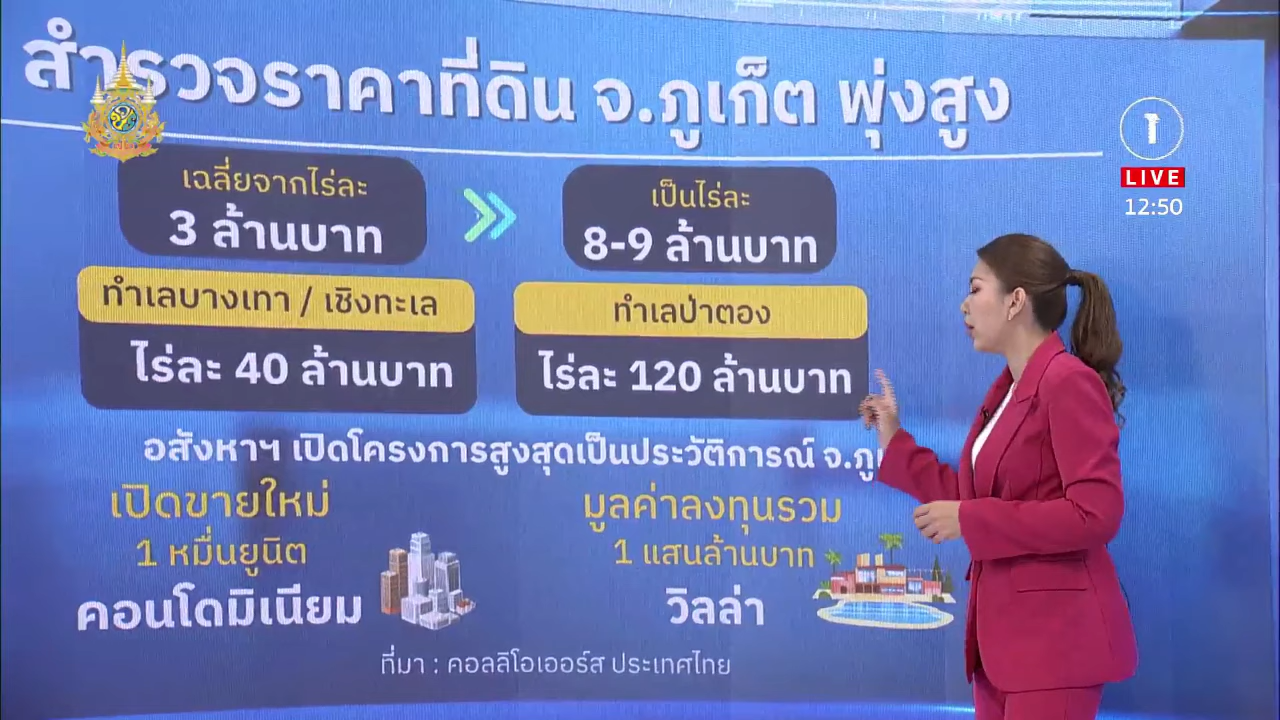 สำรวจราคาที่ดิน จ.ภูเก็ต พุ่งสูง
LIVE
12:50
เฉลี่ยจากไร่ละ
3 ล้านบาท
เป็นไร่ละ
8-9 ล้านบาท
ทำเลบางเทา / เชิงทะเล
ไร่ละ 40 ล้านบาท
ทำเลป่าตอง
ไร่ละ 120 ล้านบาท
อสังหาฯ เปิดโครงการสูงสุดเป็นประวัติการณ์
เปิดขายใหม่
1 หมื่นยูนิต
คอนโดมิเนียม
มูลค่าลงทุนรวม
1 แสนล้านบาท
วิลล่า
ที่มา : คอลลิโอเออร์ส ประเทศไทย